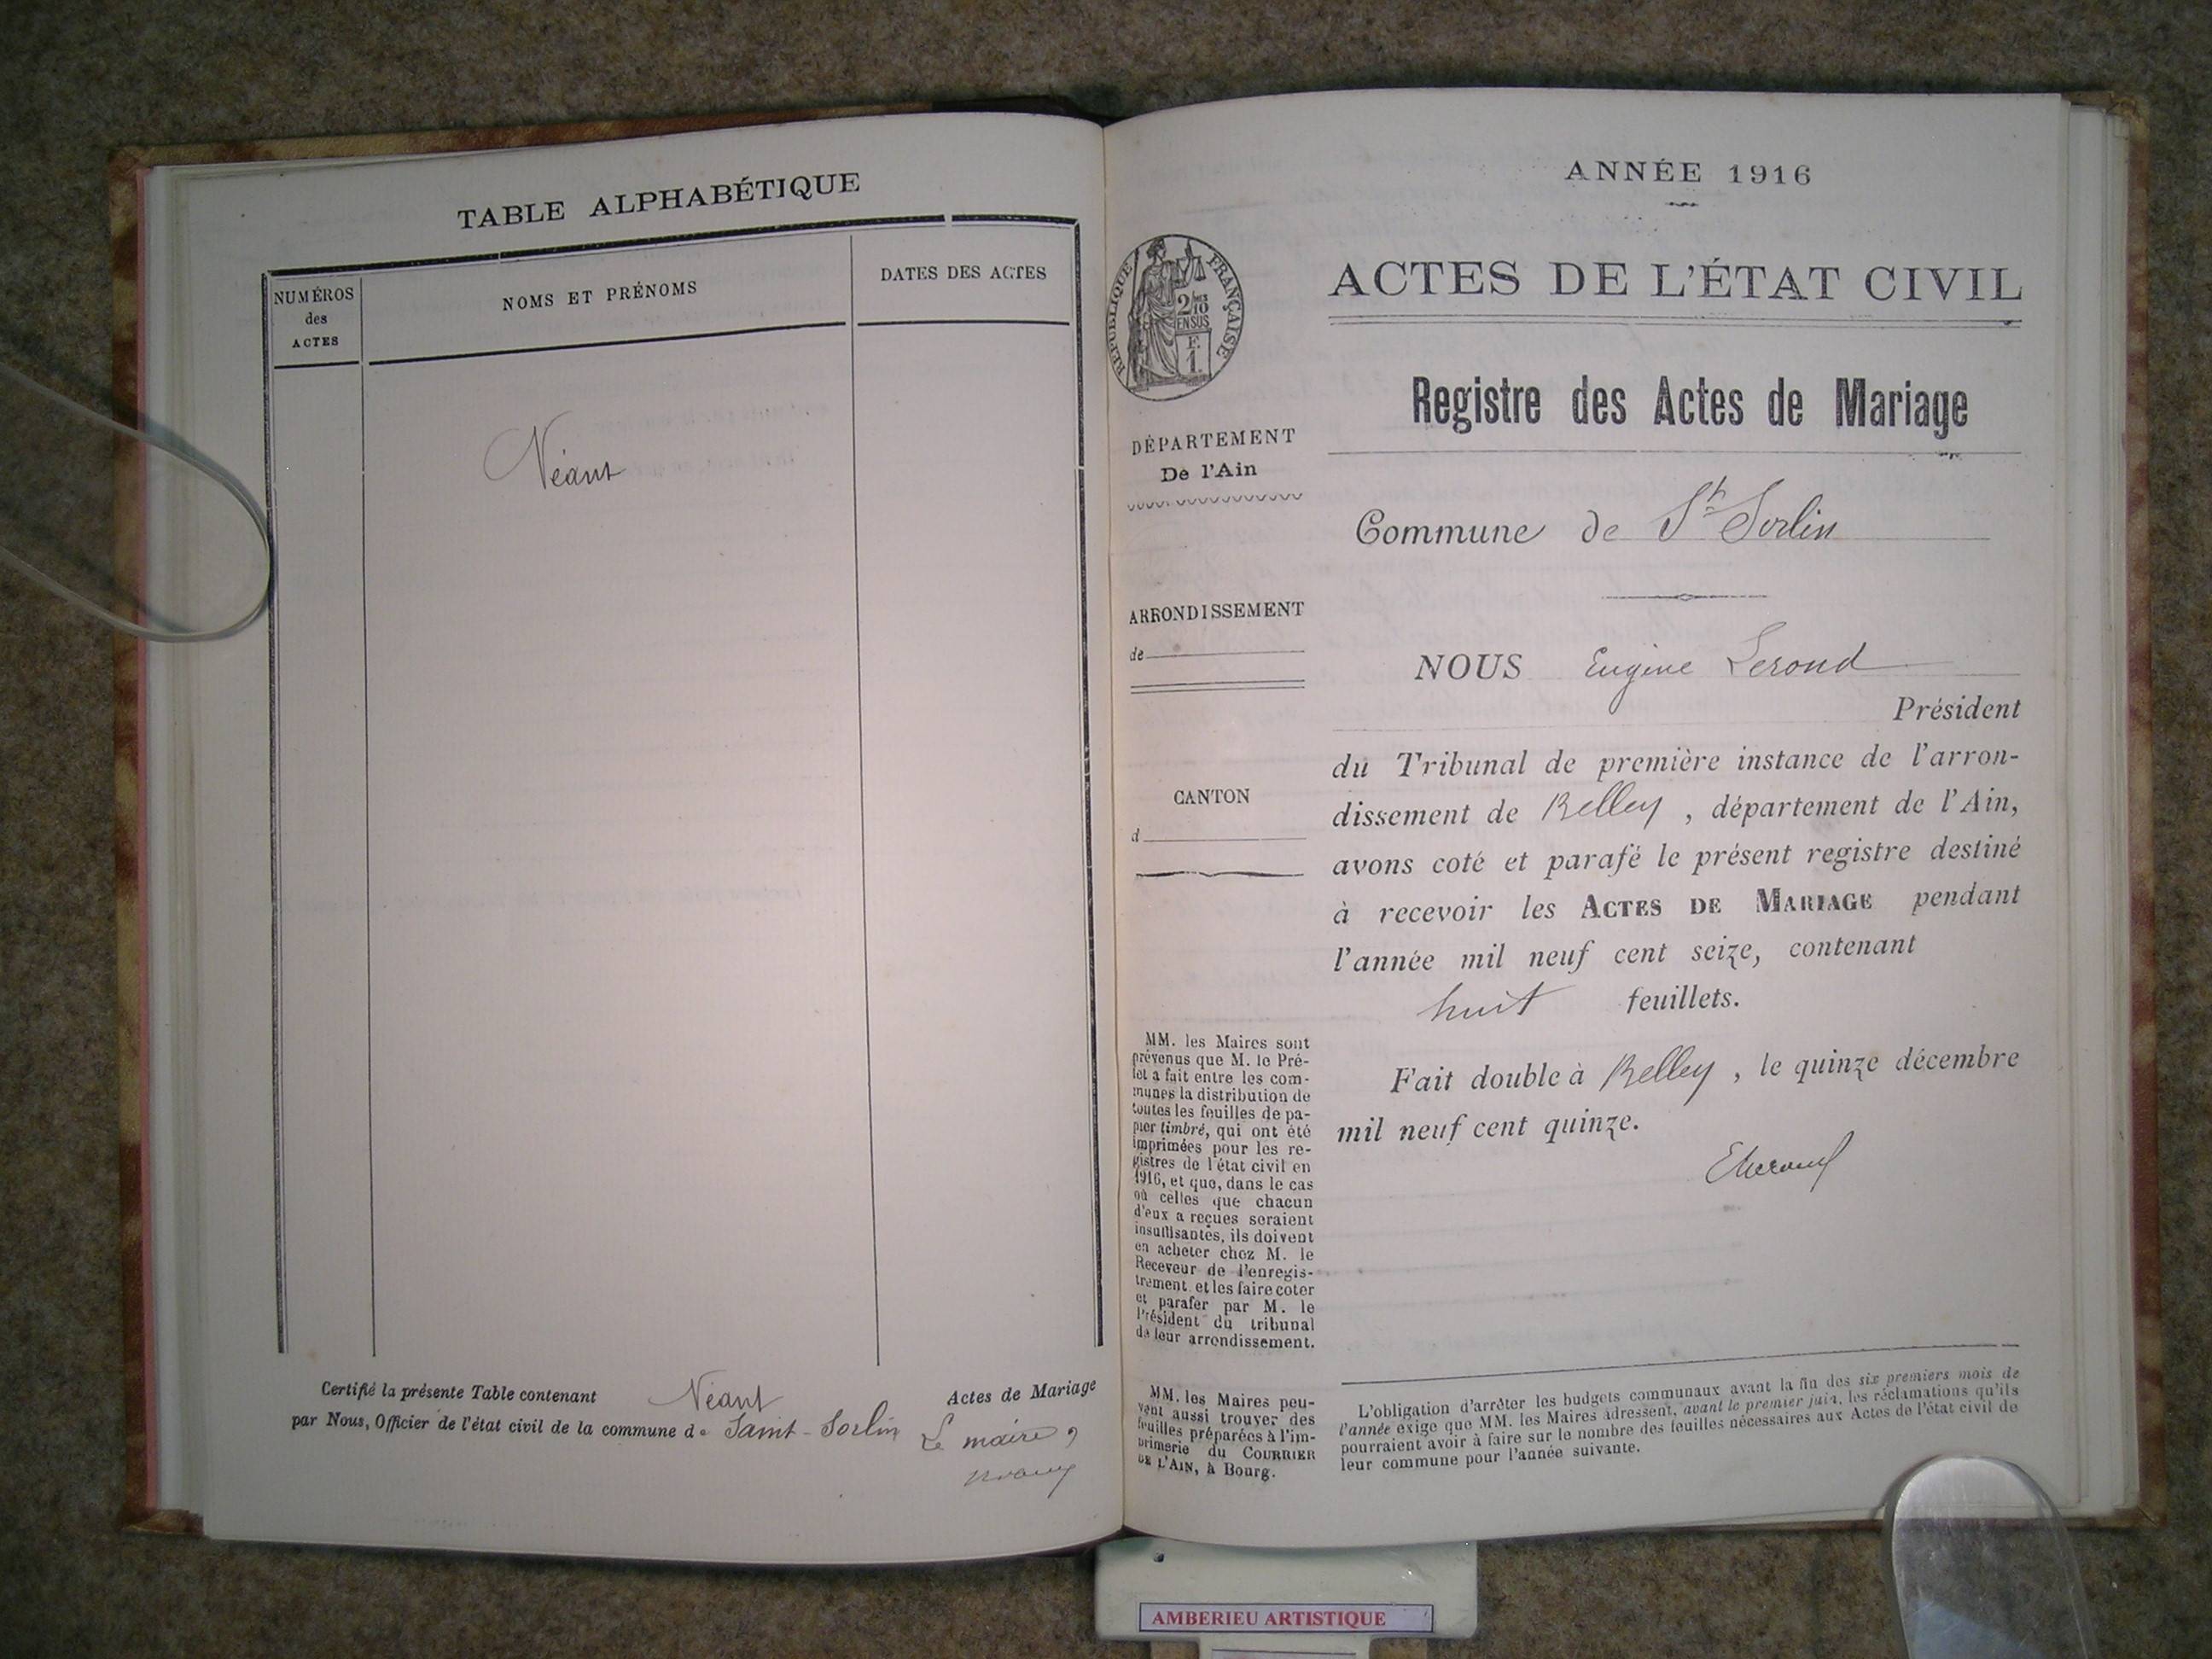 TABLE ALPHABÉTIQUE
NUMÉROS
des
ACTES
NOMS ET PRÉNOMS
DATES DES ACTES
Néant
Certifié la présente Table contenant Néant Actes de Mariage
par Nous, Officier de l'état civil de la commune de Saint-Sorlin
Le maire,
ANNÉE 1916
RÉPUBLIQUE FRANÇAISE
2/10
EN SUS
F.
1.
ACTES DE L'ÉTAT CIVIL
Registre des Actes de Mariage
DÉPARTEMENT
De l'Ain
Commune de St Sorlin
ARRONDISSEMENT
de
CANTON
d
NOUS Eugène Lerond
Président
du Tribunal de première instance de l'arron-
dissement de Belley, département de l'Ain,
avons coté et parafé le présent registre destiné
à recevoir les ACTES DE MARIAGE pendant
l'année mil neuf cent seize, contenant
huit feuillets.
Fait double à Belley, le quinze décembre
mil neuf cent quinze.
MM. les Maires sont
prévenus que M. le Pré-
fet a fait entre les com-
munes la distribution de
toutes les feuilles de pa-
pier timbré, qui ont été
imprimées pour les re-
gistres de l'état civil en
1916, et que, dans le cas
où celles que chacun
d'eux a reçues seraient
insuffisantes, ils doivent
en acheter chez M. le
Receveur de l'enregis-
trement et les faire coter
et parafer par M. le
Président du tribunal
de leur arrondissement.
MM. les Maires peu-
vent aussi trouver des
feuilles préparées à l'im-
primerie du COURRIER
DE L'AIN, à Bourg.
L'obligation d'arrêter les budgets communaux avant la fin des six premiers mois de
l'année exige que MM. les Maires adressent, avant le premier juin, les réclamations qu'ils
pourraient avoir à faire sur le nombre des feuilles nécessaires aux Actes de l'état civil de
leur commune pour l'année suivante.
AMBERIEU ARTISTIQUE